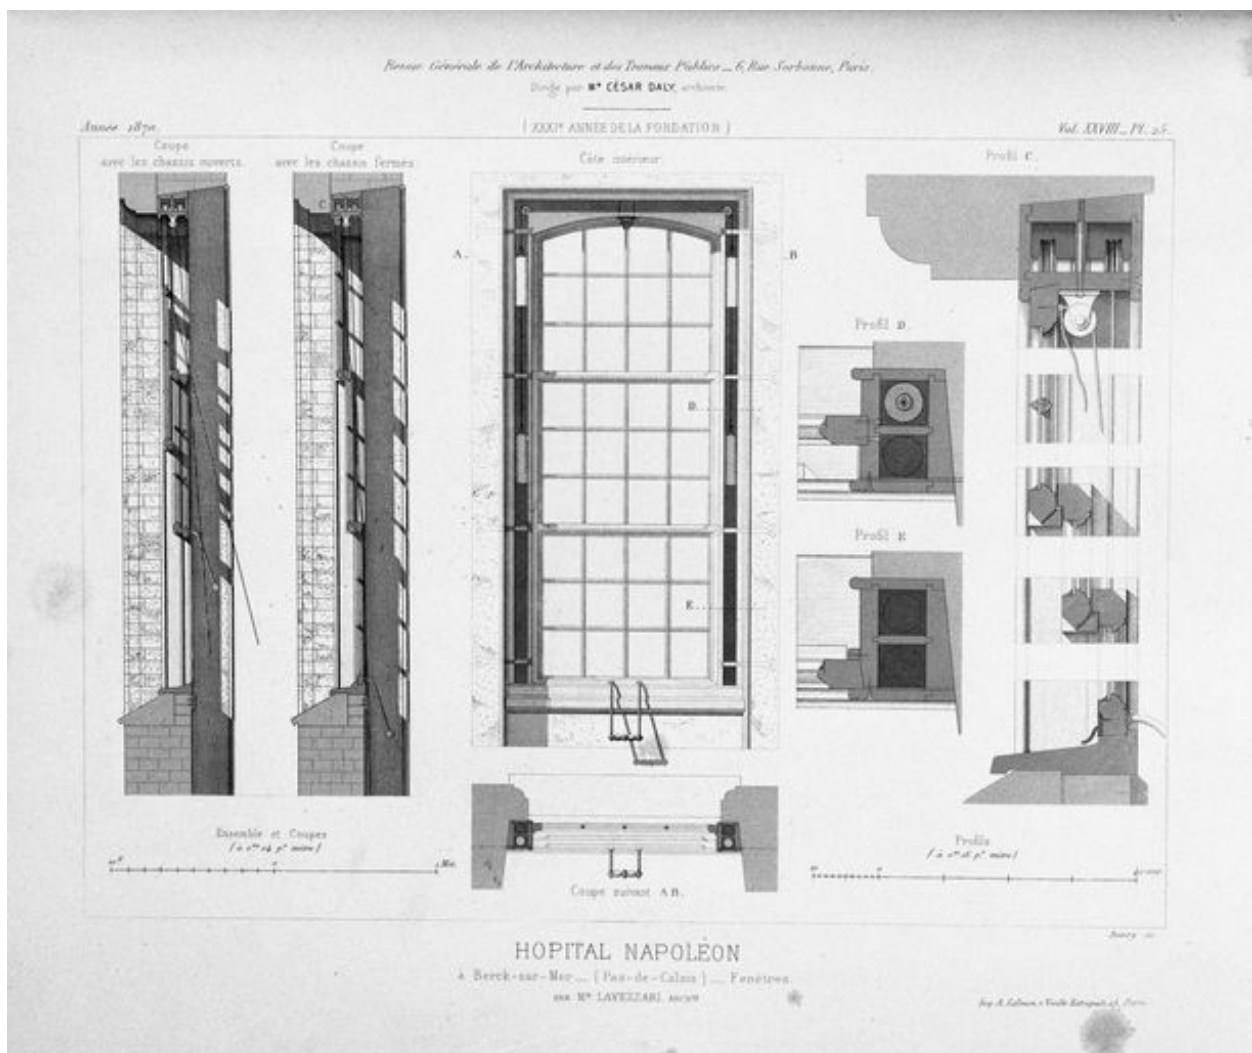 Revue Générale de l'Architecture et des Travaux Publics _ 6, Rue Sorbonne, Paris.
Dirigée par Mr CÉSAR DALY, architecte.
Année 1870.
( XXXIe ANNÉE DE LA FONDATION )
Vol. XXVIII _ Pl. 25.
Coupe
avec les chassis ouverts.
Coupe
avec les chassis fermés
Côté intérieur.
Profil C.
C
A.
B
Profil D.
D
Profil E
E
Ensemble et Coupes
Coupe suivant A B.
Profils
HOPITAL NAPOLÉON
à Berck-sur-Mer _ ( Pas-de-Calais ) _ Fenêtres.
PAR Mr LAVEZZARI, ARCHTE